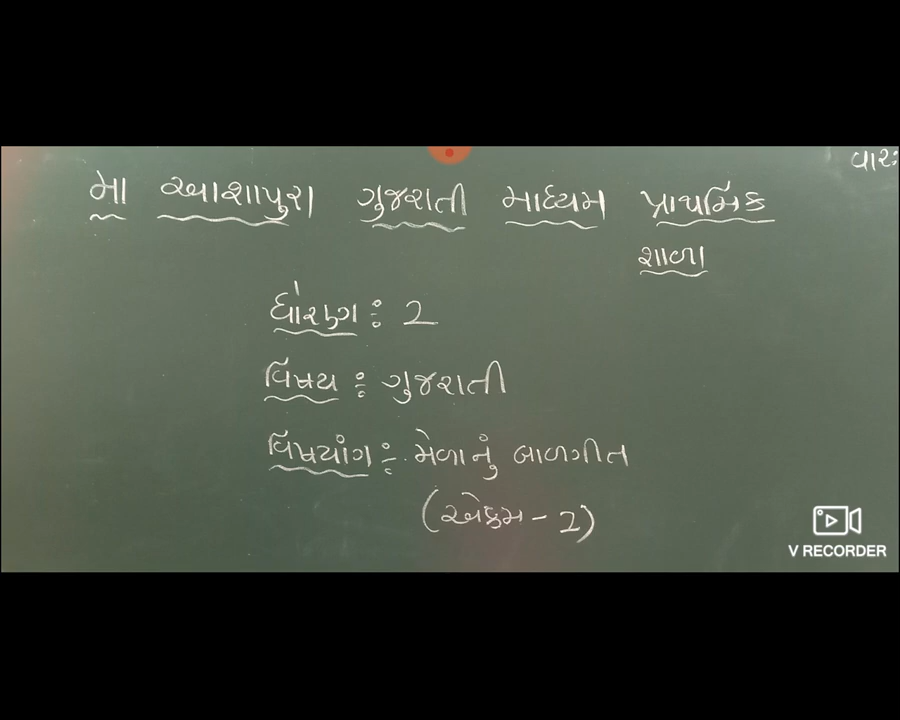 વાર:
મા આશાપુરા ગુજરાતી માધ્યમ પ્રાથમિક
શાળા
ધોરણ : 2
વિષય : ગુજરાતી
વિષયાંગ : મેળાનું બાળગીત
(એકમ - 2)
V RECORDER